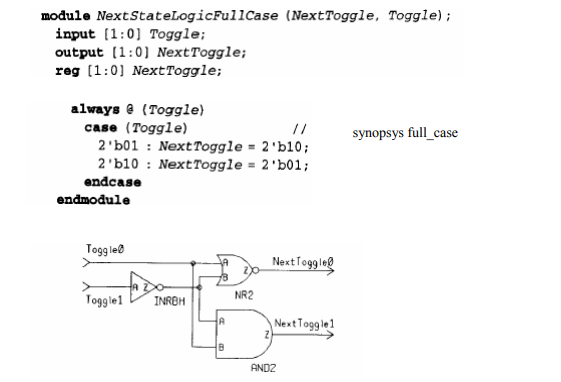 module NextStateLogicFullCase (NextToggle, Toggle);
input [1:0] Toggle;
output [1:0] NextToggle;
reg [1:0] NextToggle;
always @ (Toggle)
case (Toggle) // synopsys full_case
2'b01 : NextToggle = 2'b10;
2'b10 : NextToggle = 2'b01;
endcase
endmodule
Toggle0
A
Z
NextToggle0
B
A Z
Toggle1
INRBH
NR2
A
NextToggle1
Z
B
AND2